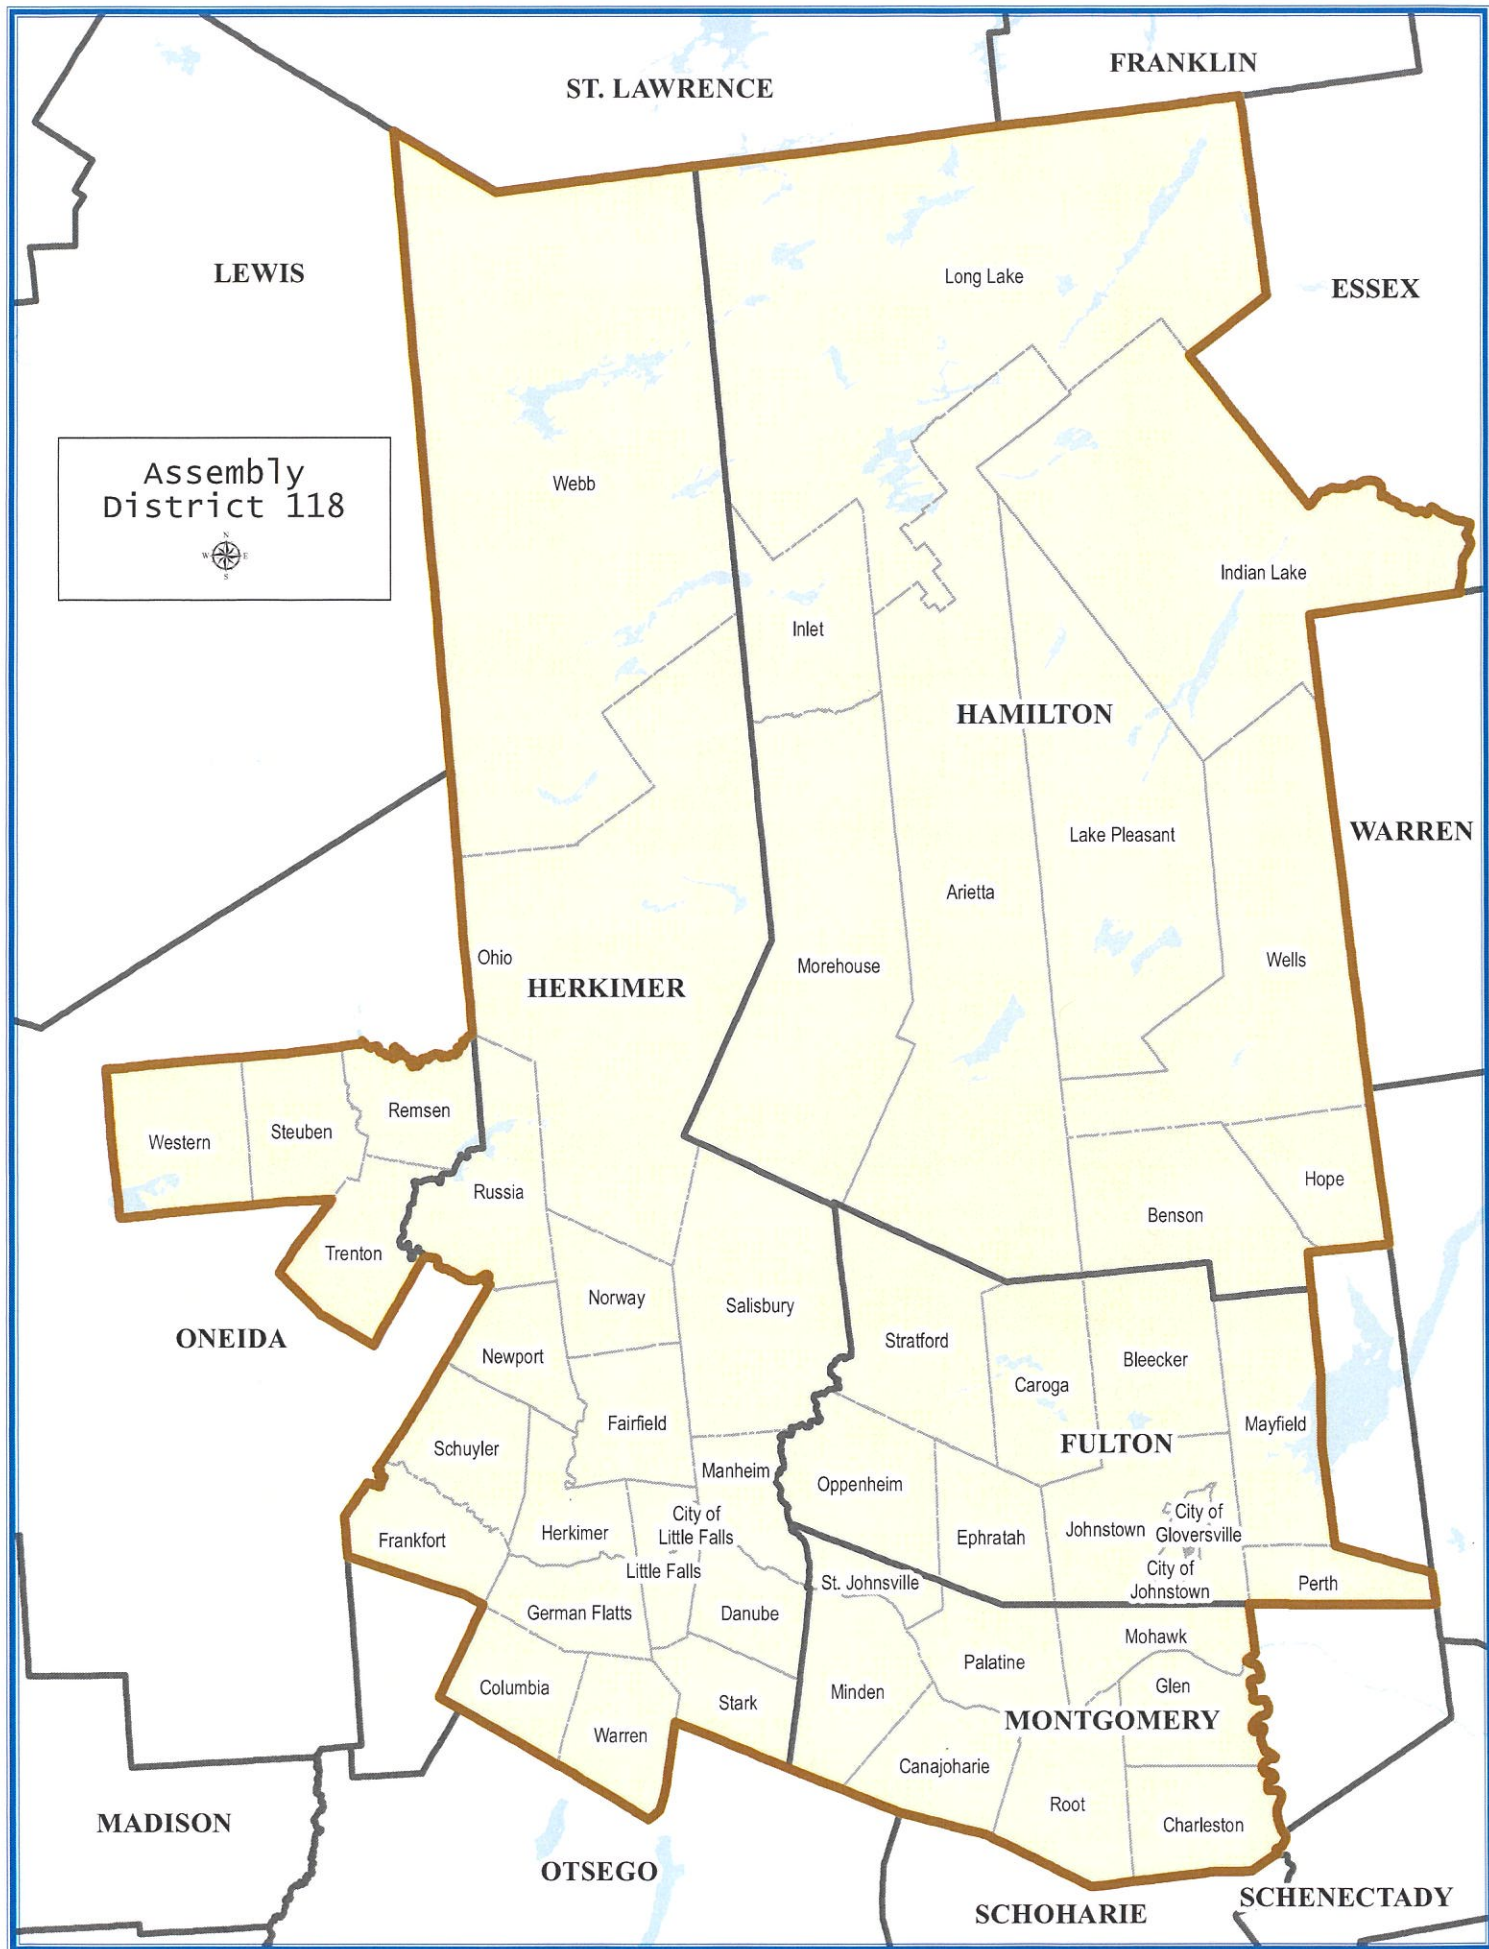 ST. LAWRENCE
FRANKLIN
LEWIS
Long Lake
ESSEX
Assembly
District 118
N
W
E
S
Webb
Indian Lake
Inlet
HAMILTON
WARREN
Lake Pleasant
Arietta
Ohio
Morehouse
Wells
HERKIMER
Remsen
Steuben
Western
Hope
Russia
Benson
Trenton
Norway
Salisbury
ONEIDA
Stratford
Newport
Bleecker
Caroga
Fairfield
Mayfield
FULTON
Schuyler
Manheim
Oppenheim
City of
Little Falls
City of
Gloversville
Herkimer
Johnstown
Frankfort
Ephratah
Little Falls
City of
Johnstown
St. Johnsville
Perth
German Flatts
Danube
Mohawk
Palatine
Columbia
Glen
Minden
Stark
MONTGOMERY
Warren
Canajoharie
Root
MADISON
Charleston
OTSEGO
SCHENECTADY
SCHOHARIE